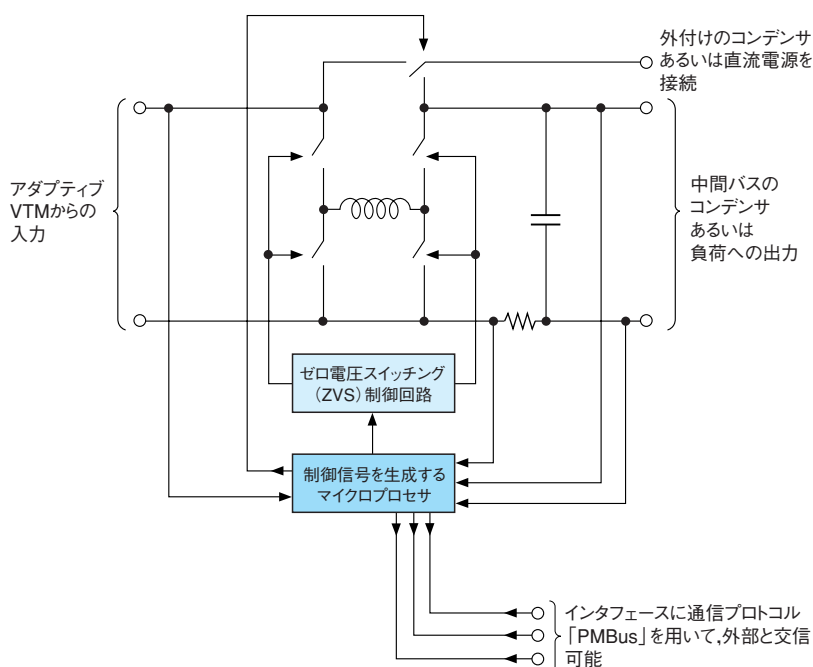 外付けのコンデンサ
あるいは直流電源を
接続
アダプティブ
VTMからの
入力
中間バスの
コンデンサ
あるいは
負荷への出力
ゼロ電圧スイッチング
(ZVS)制御回路
制御信号を生成する
マイクロプロセサ
インタフェースに通信プロトコル
「PMBus」を用いて,外部と交信
可能